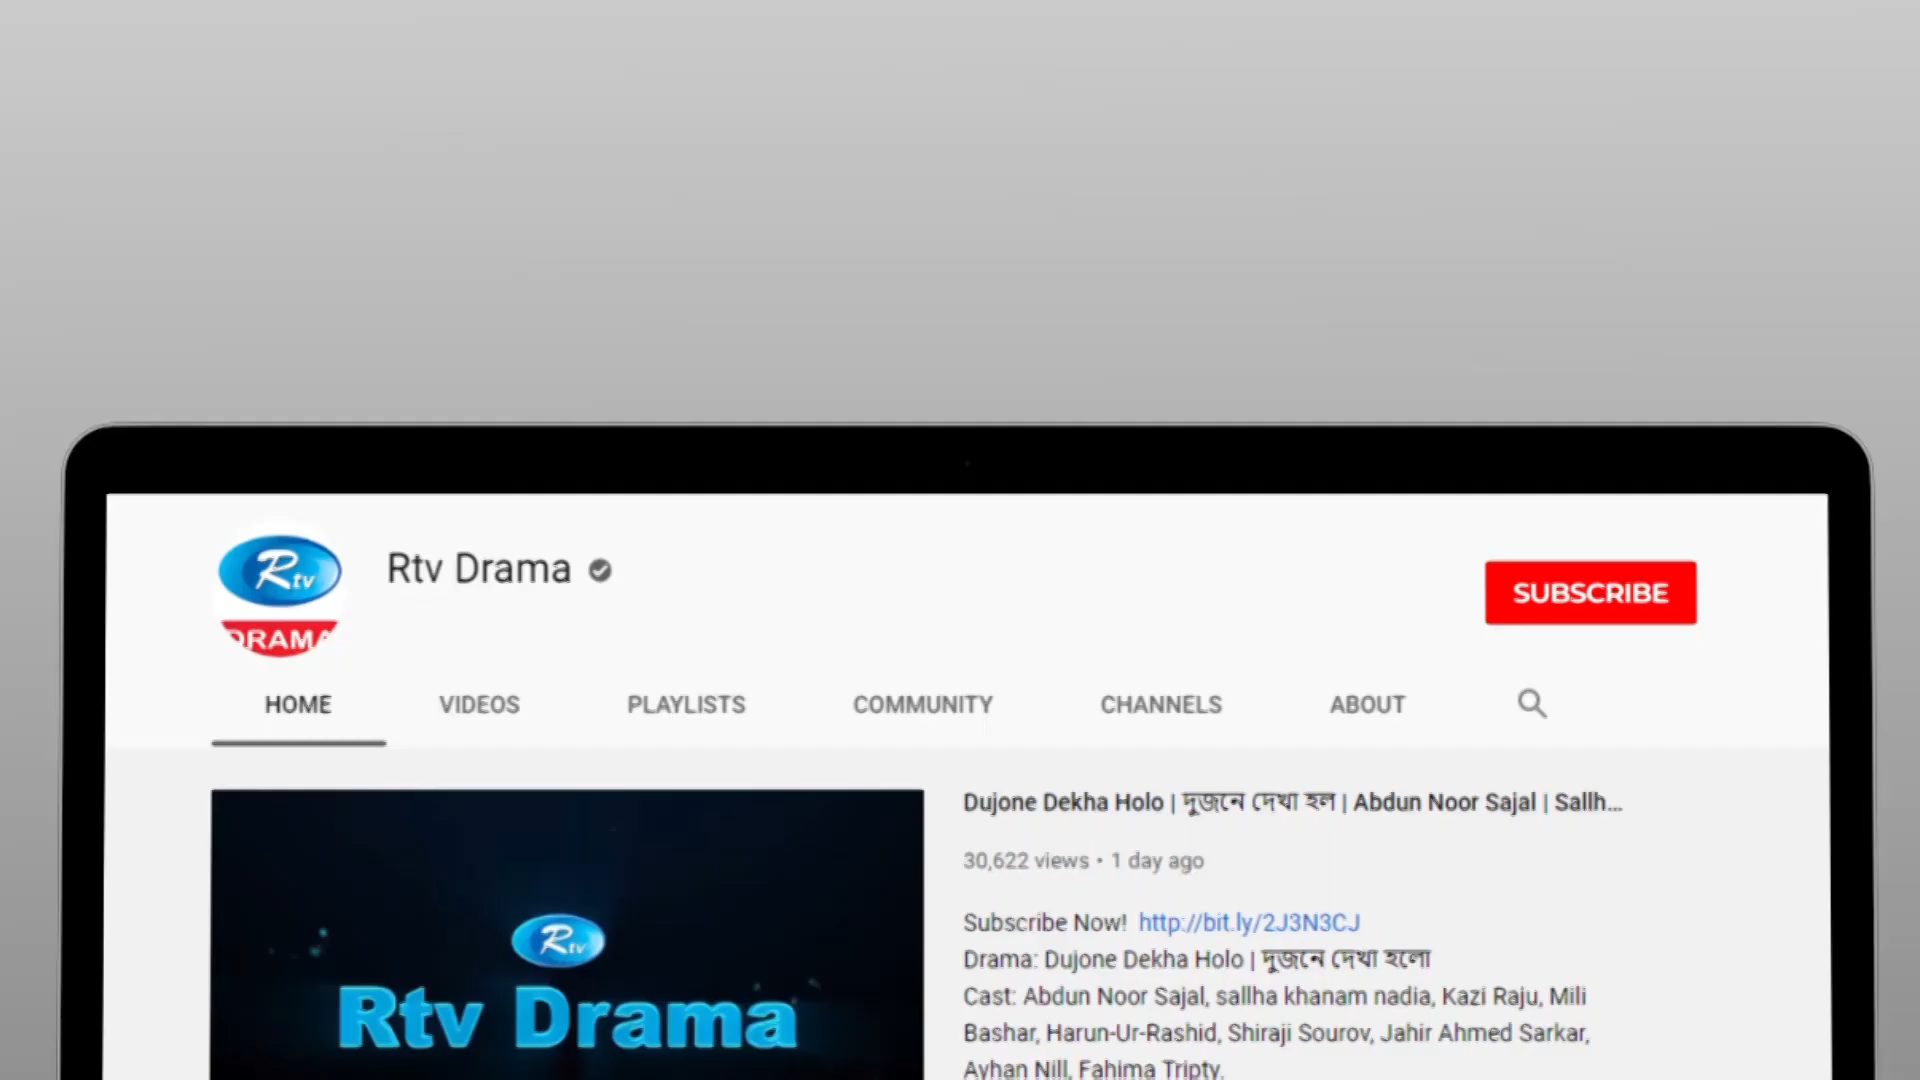 Rtv
DRAMA
Rtv Drama
SUBSCRIBE
HOME VIDEOS PLAYLISTS COMMUNITY CHANNELS ABOUT
Dujone Dekha Holo | দুজনে দেখা হল | Abdun Noor Sajal | Sallh...
30,622 views • 1 day ago
Subscribe Now! http://bit.ly/2J3N3CJ
Drama: Dujone Dekha Holo | দুজনে দেখা হলো
Cast: Abdun Noor Sajal, sallha khanam nadia, Kazi Raju, Mili
Bashar, Harun-Ur-Rashid, Shiraji Sourov, Jahir Ahmed Sarkar,
Ayhan Nill, Fahima Tripty.
Rtv
Rtv Drama